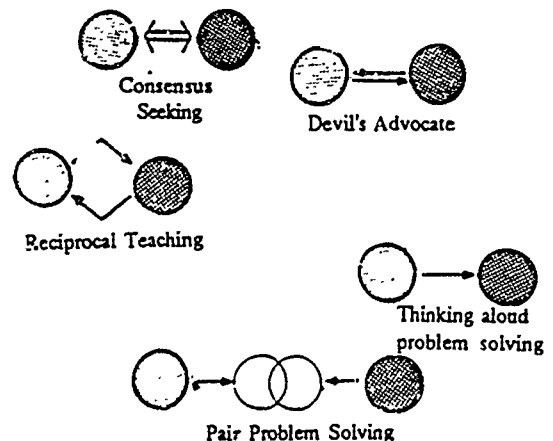 Consensus
Seeking
Devil's Advocate
Reciprocal Teaching
Thinking aloud
problem solving
Pair Problem Solving